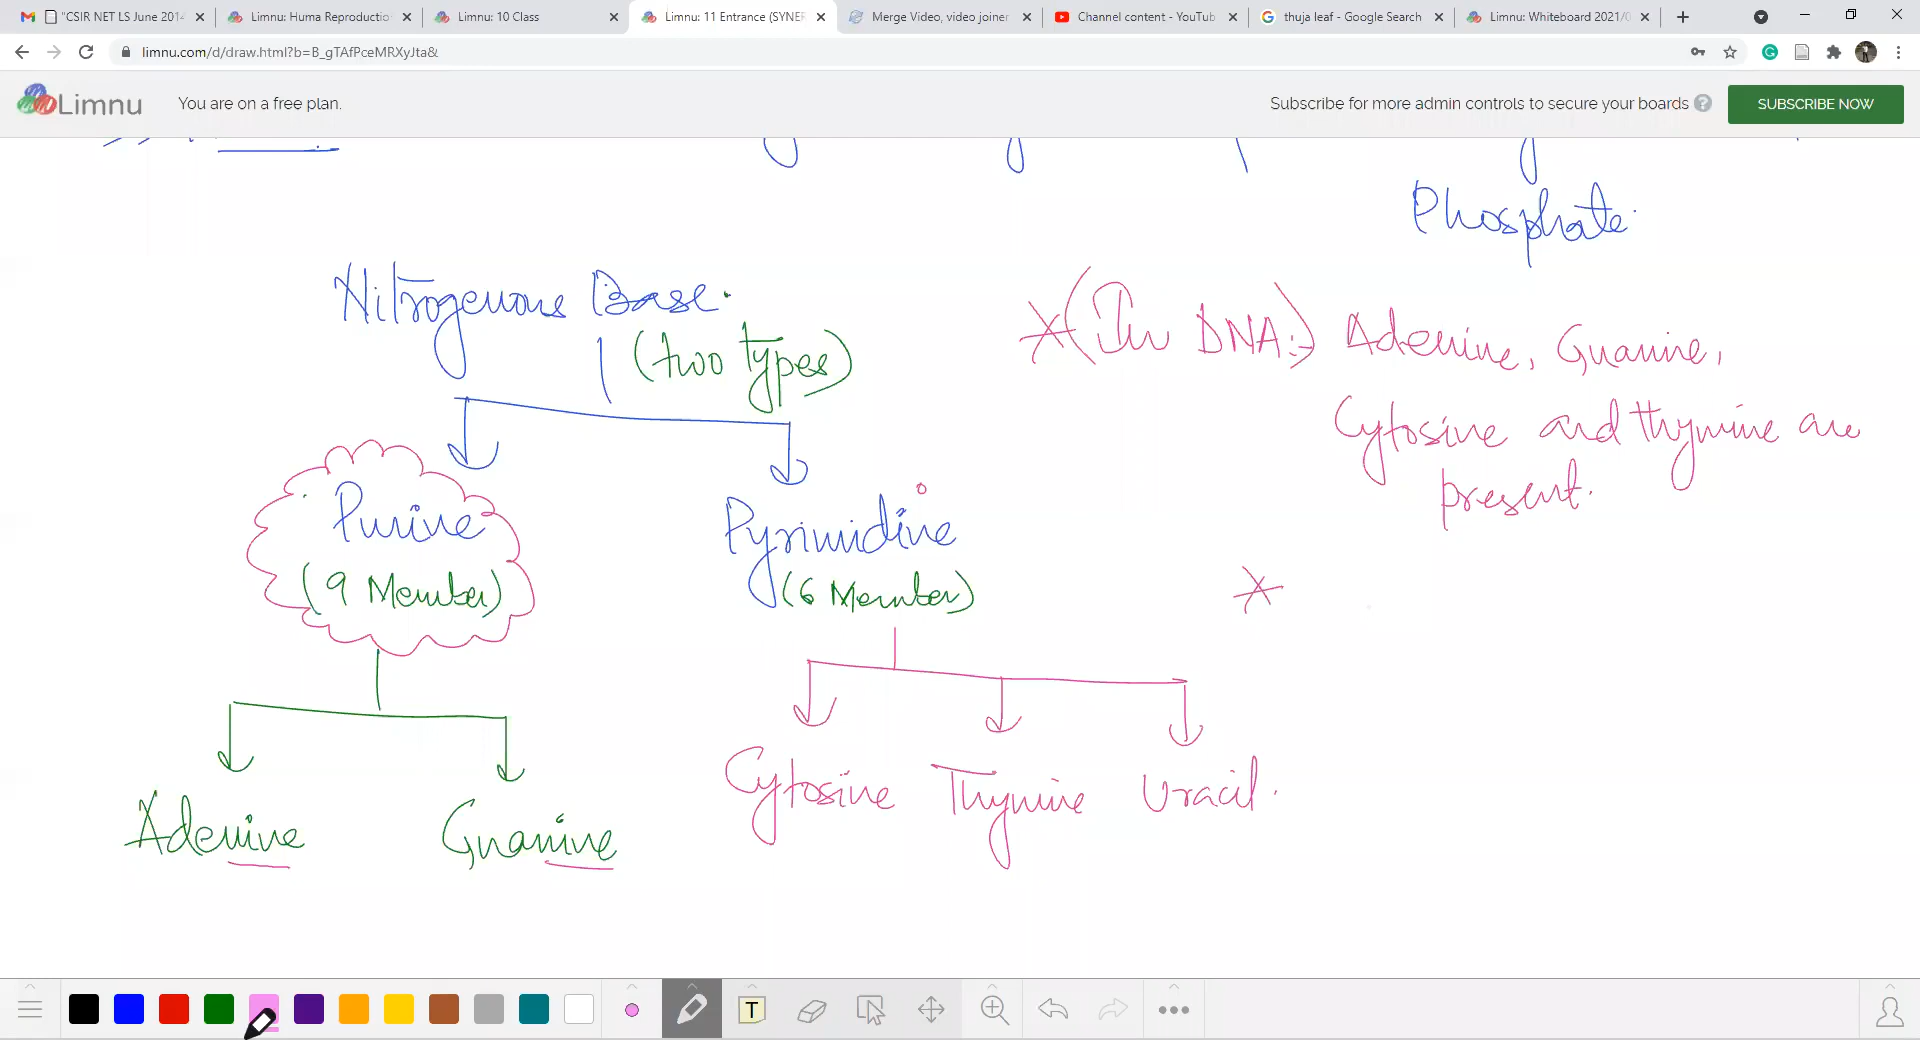 "CSIR NET LS June 2014
Limnu: Huma Reproductio
Limnu: 10 Class
Limnu: 11 Entrance (SYNER
Merge Video, video joiner
Channel content - YouTub
thuja leaf - Google Search
Limnu: Whiteboard 2021/0
limnu.com/d/draw.html?b=B_gTAfPceMRXyJta&
Limnu
You are on a free plan.
Subscribe for more admin controls to secure your boards ?
SUBSCRIBE NOW
Phosphate
Nitrogenous Base.
(two types)
(In DNA:-) Adenine, Guanine,
Cytosine and thymine are
present.
Purine
(9 Member)
Pyrimidine
(6 Member)
Cytosine Thymine Uracil.
Adenine Guanine
T